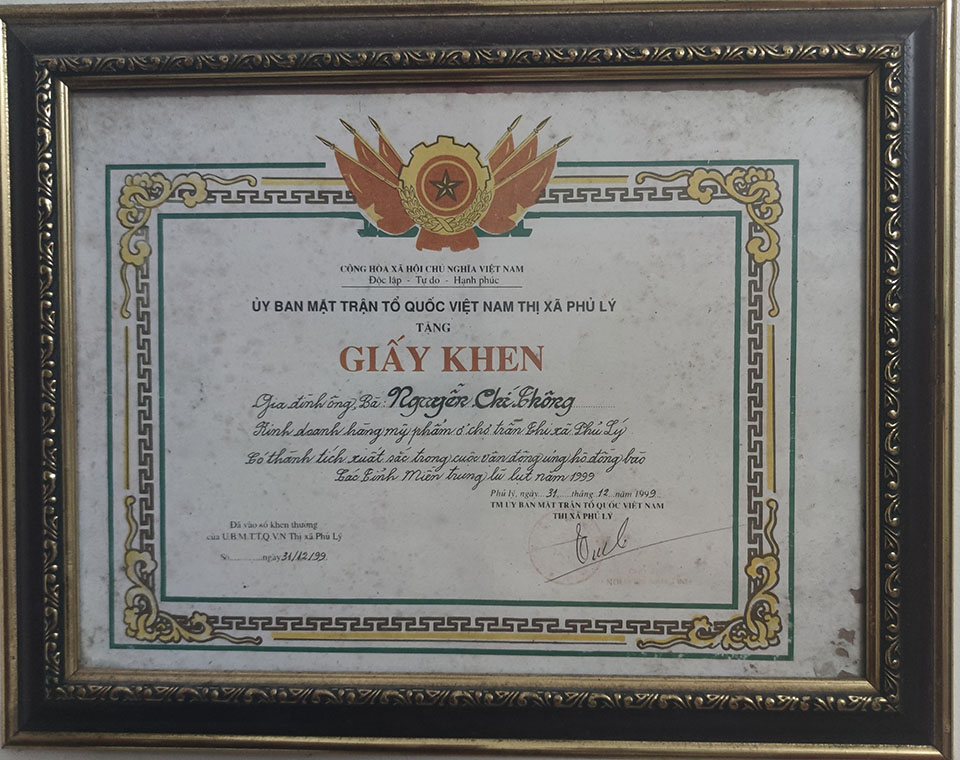 CỘNG HÒA XÃ HỘI CHỦ NGHĨA VIỆT NAM
Độc lập - Tự do - Hạnh phúc
ỦY BAN MẶT TRẬN TỔ QUỐC VIỆT NAM THỊ XÃ PHỦ LÝ
TẶNG
GIẤY KHEN
Gia đình ông, Bà: Nguyễn Chí Thông
Kinh doanh hàng mỹ phẩm ở chợ trấn Thị xã Phủ Lý
Có thành tích xuất sắc trong cuộc vận động ủng hộ đồng bào
Các Tỉnh Miền trung lũ lụt năm 1999
Phủ lý, ngày...31......tháng...12...năm 1999..
TM ỦY BAN MẶT TRẬN TỔ QUỐC VIỆT NAM
THỊ XÃ PHỦ LÝ
Đã vào sổ khen thưởng
của U.B.M.T.T.Q V.N Thị xã Phủ Lý
Số............ngày 31/12/99